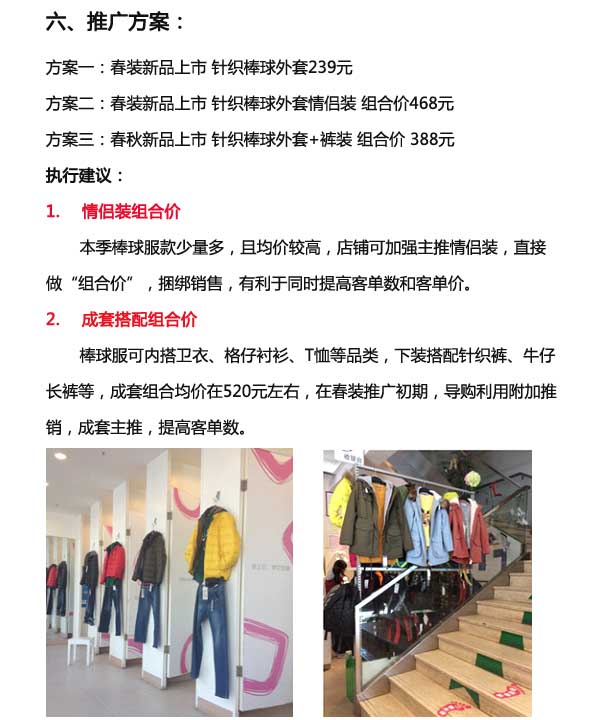 六、推广方案：
方案一：春装新品上市 针织棒球外套239元
方案二：春装新品上市 针织棒球外套情侣装 组合价468元
方案三：春秋新品上市 针织棒球外套+裤装 组合价 388元
执行建议：
1. 情侣装组合价
本季棒球服款少量多，且均价较高，店铺可加强主推情侣装，直接
做“组合价”，捆绑销售，有利于同时提高客单数和客单价。
2. 成套搭配组合价
棒球服可内搭卫衣、格仔衬衫、T恤等品类，下装搭配针织裤、牛仔
长裤等，成套组合均价在520元左右，在春装推广初期，导购利用附加推
销，成套主推，提高客单数。